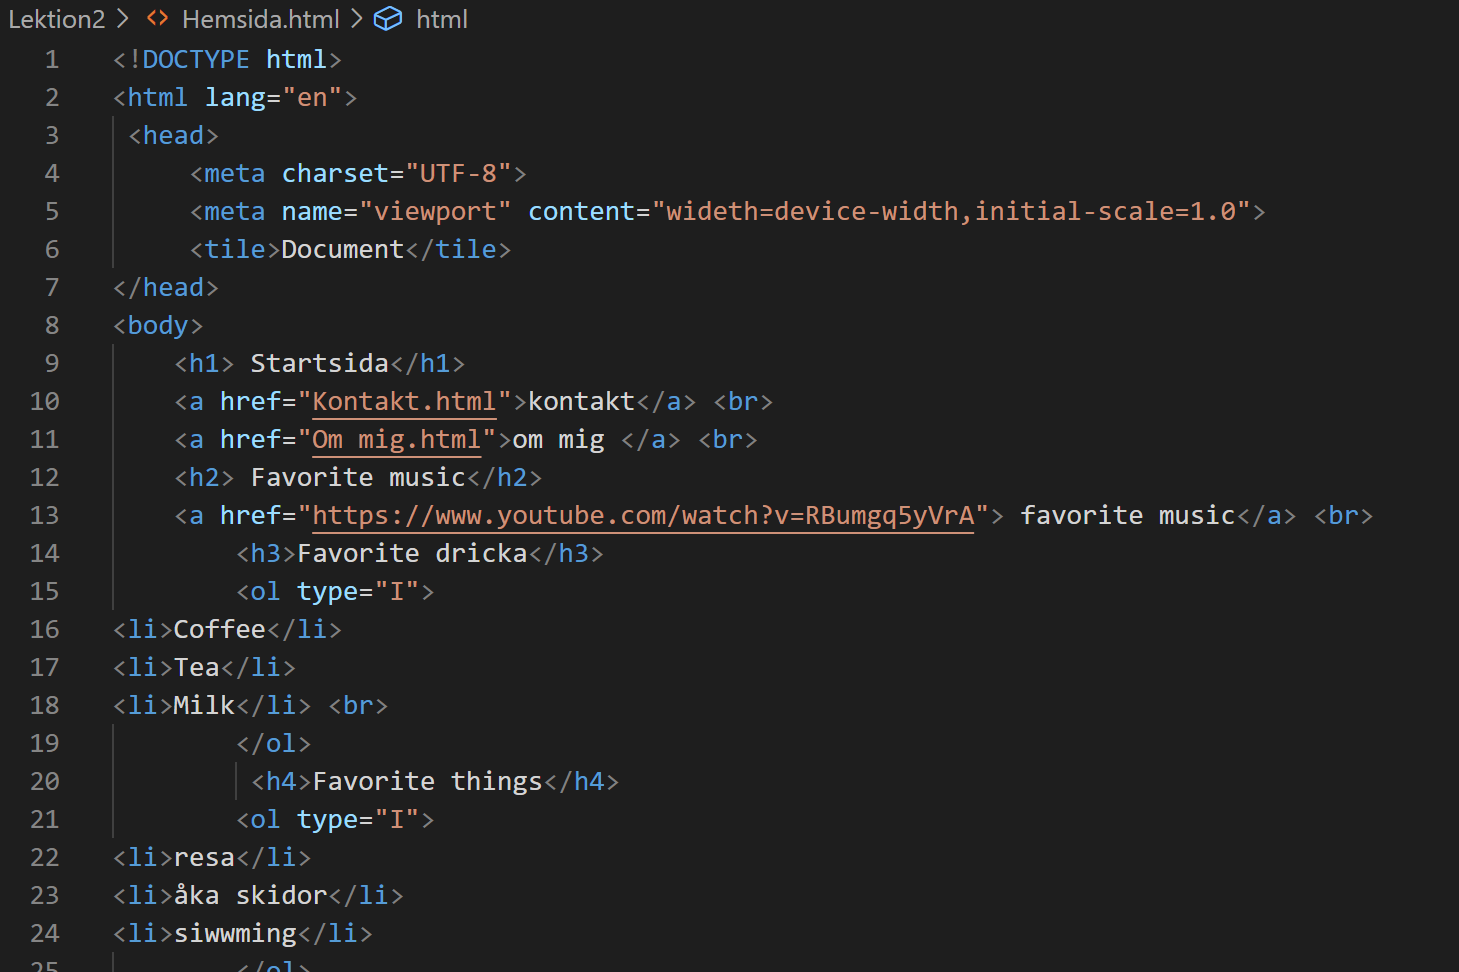 Lektion2 > <> Hemsida.html > html
1 <!DOCTYPE html>
2 <html lang="en">
3 <head>
4 <meta charset="UTF-8">
5 <meta name="viewport" content="wideth=device-width,initial-scale=1.0">
6 <tile>Document</tile>
7 </head>
8 <body>
9 <h1> Startsida</h1>
10 <a href="Kontakt.html">kontakt</a> <br>
11 <a href="Om mig.html">om mig </a> <br>
12 <h2> Favorite music</h2>
13 <a href="https://www.youtube.com/watch?v=RBumgq5yVrA"> favorite music</a> <br>
14 <h3>Favorite dricka</h3>
15 <ol type="I">
16 <li>Coffee</li>
17 <li>Tea</li>
18 <li>Milk</li> <br>
19 </ol>
20 <h4>Favorite things</h4>
21 <ol type="I">
22 <li>resa</li>
23 <li>åka skidor</li>
24 <li>siwwming</li>
25 </ol>